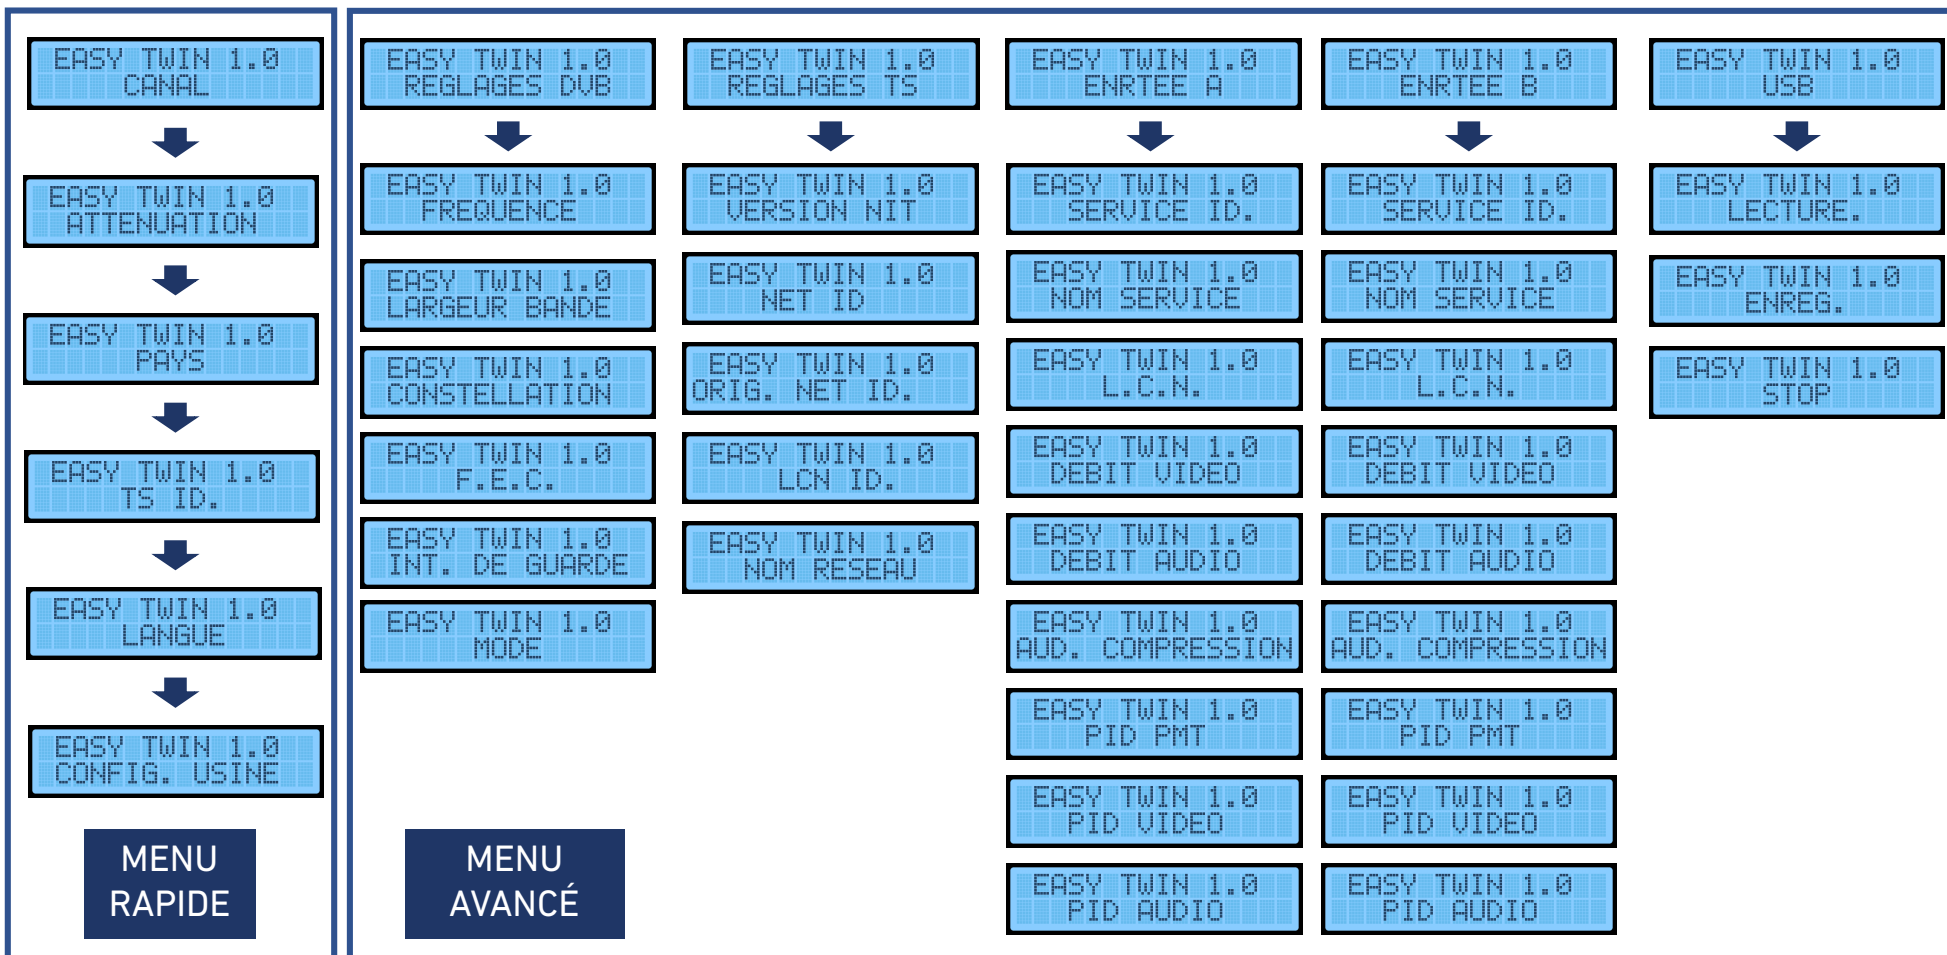 EASY TWIN 1.0
CANAL
EASY TWIN 1.0
ATTENUATION
EASY TWIN 1.0
PAYS
EASY TWIN 1.0
TS ID.
EASY TWIN 1.0
LANGUE
EASY TWIN 1.0
CONFIG. USINE
MENU
RAPIDE
EASY TWIN 1.0
REGLAGES DVB
EASY TWIN 1.0
FREQUENCE
EASY TWIN 1.0
LARGEUR BANDE
EASY TWIN 1.0
CONSTELLATION
EASY TWIN 1.0
F.E.C.
EASY TWIN 1.0
INT. DE GUARDE
EASY TWIN 1.0
MODE
MENU
AVANCÉ
EASY TWIN 1.0
REGLAGES TS
EASY TWIN 1.0
VERSION NIT
EASY TWIN 1.0
NET ID
EASY TWIN 1.0
ORIG. NET ID.
EASY TWIN 1.0
LCN ID.
EASY TWIN 1.0
NOM RESEAU
EASY TWIN 1.0
ENRTEE A
EASY TWIN 1.0
SERVICE ID.
EASY TWIN 1.0
NOM SERVICE
EASY TWIN 1.0
L.C.N.
EASY TWIN 1.0
DEBIT VIDEO
EASY TWIN 1.0
DEBIT AUDIO
EASY TWIN 1.0
AUD. COMPRESSION
EASY TWIN 1.0
PID PMT
EASY TWIN 1.0
PID VIDEO
EASY TWIN 1.0
PID AUDIO
EASY TWIN 1.0
ENRTEE B
EASY TWIN 1.0
SERVICE ID.
EASY TWIN 1.0
NOM SERVICE
EASY TWIN 1.0
L.C.N.
EASY TWIN 1.0
DEBIT VIDEO
EASY TWIN 1.0
DEBIT AUDIO
EASY TWIN 1.0
AUD. COMPRESSION
EASY TWIN 1.0
PID PMT
EASY TWIN 1.0
PID VIDEO
EASY TWIN 1.0
PID AUDIO
EASY TWIN 1.0
USB
EASY TWIN 1.0
LECTURE.
EASY TWIN 1.0
ENREG.
EASY TWIN 1.0
STOP